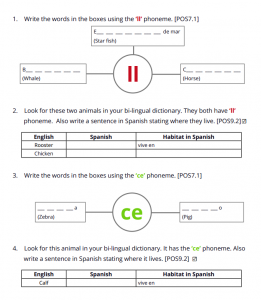 1. Write the words in the boxes using the 'll' phoneme. [POS7.1]
E_ _ _ _ _ _ _ _ de mar
(Star fish)
B_ _ _ _ _ _
(Whale)
ll
C_ _ _ _ _ _
(Horse)
2. Look for these two animals in your bi-lingual dictionary. They both have 'll'
phoneme. Also write a sentence in Spanish stating where they live. [POS9.2]☑
English Spanish Habitat in Spanish
Rooster vive en
Chicken
3. Write the words in the boxes using the 'ce' phoneme. [POS7.1]
_ _ _ _ a
(Zebra)
ce
_ _ _ _ o
(Pig)
4. Look for this animal in your bi-lingual dictionary. It has the 'ce' phoneme. Also
write a sentence in Spanish stating where it lives. [POS9.2] ☑
English Spanish Habitat in Spanish
Calf vive en